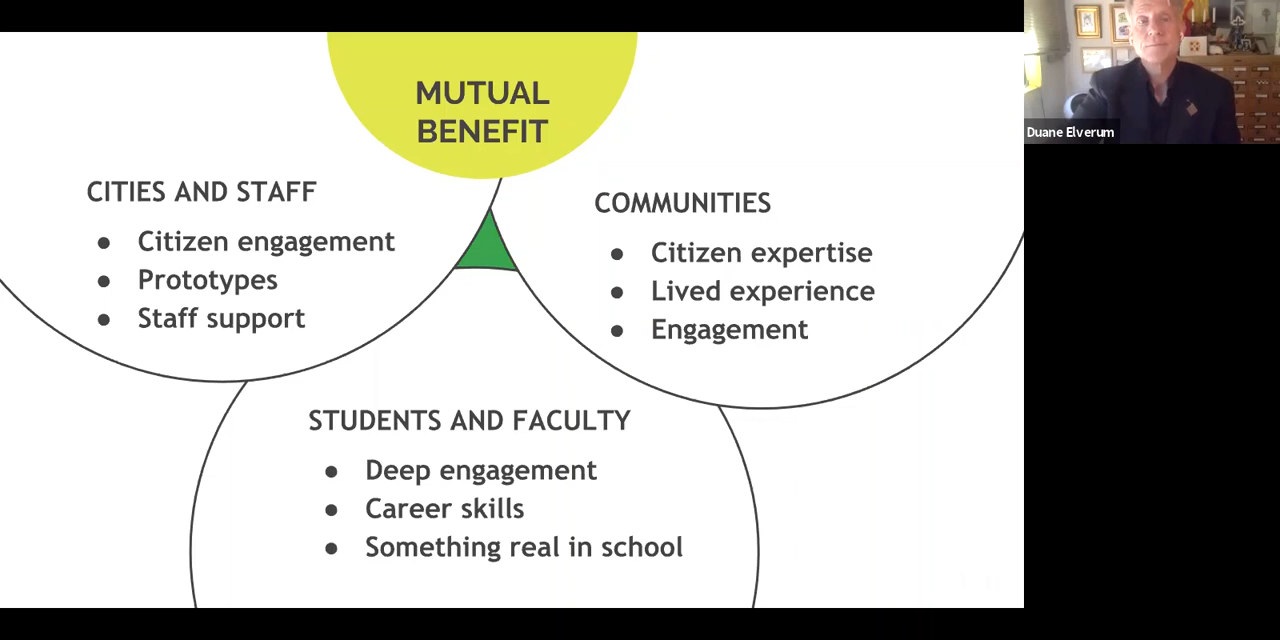 MUTUAL
BENEFIT
CITIES AND STAFF
● Citizen engagement
● Prototypes
● Staff support
COMMUNITIES
● Citizen expertise
● Lived experience
● Engagement
STUDENTS AND FACULTY
● Deep engagement
● Career skills
● Something real in school
Duane Elverum